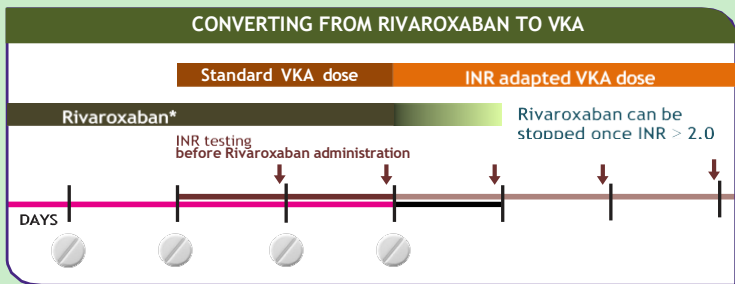 CONVERTING FROM RIVAROXABAN TO VKA
Standard VKA dose
INR adapted VKA dose
Rivaroxaban*
Rivaroxaban can be
stopped once INR > 2.0
INR testing
before Rivaroxaban administration
DAYS